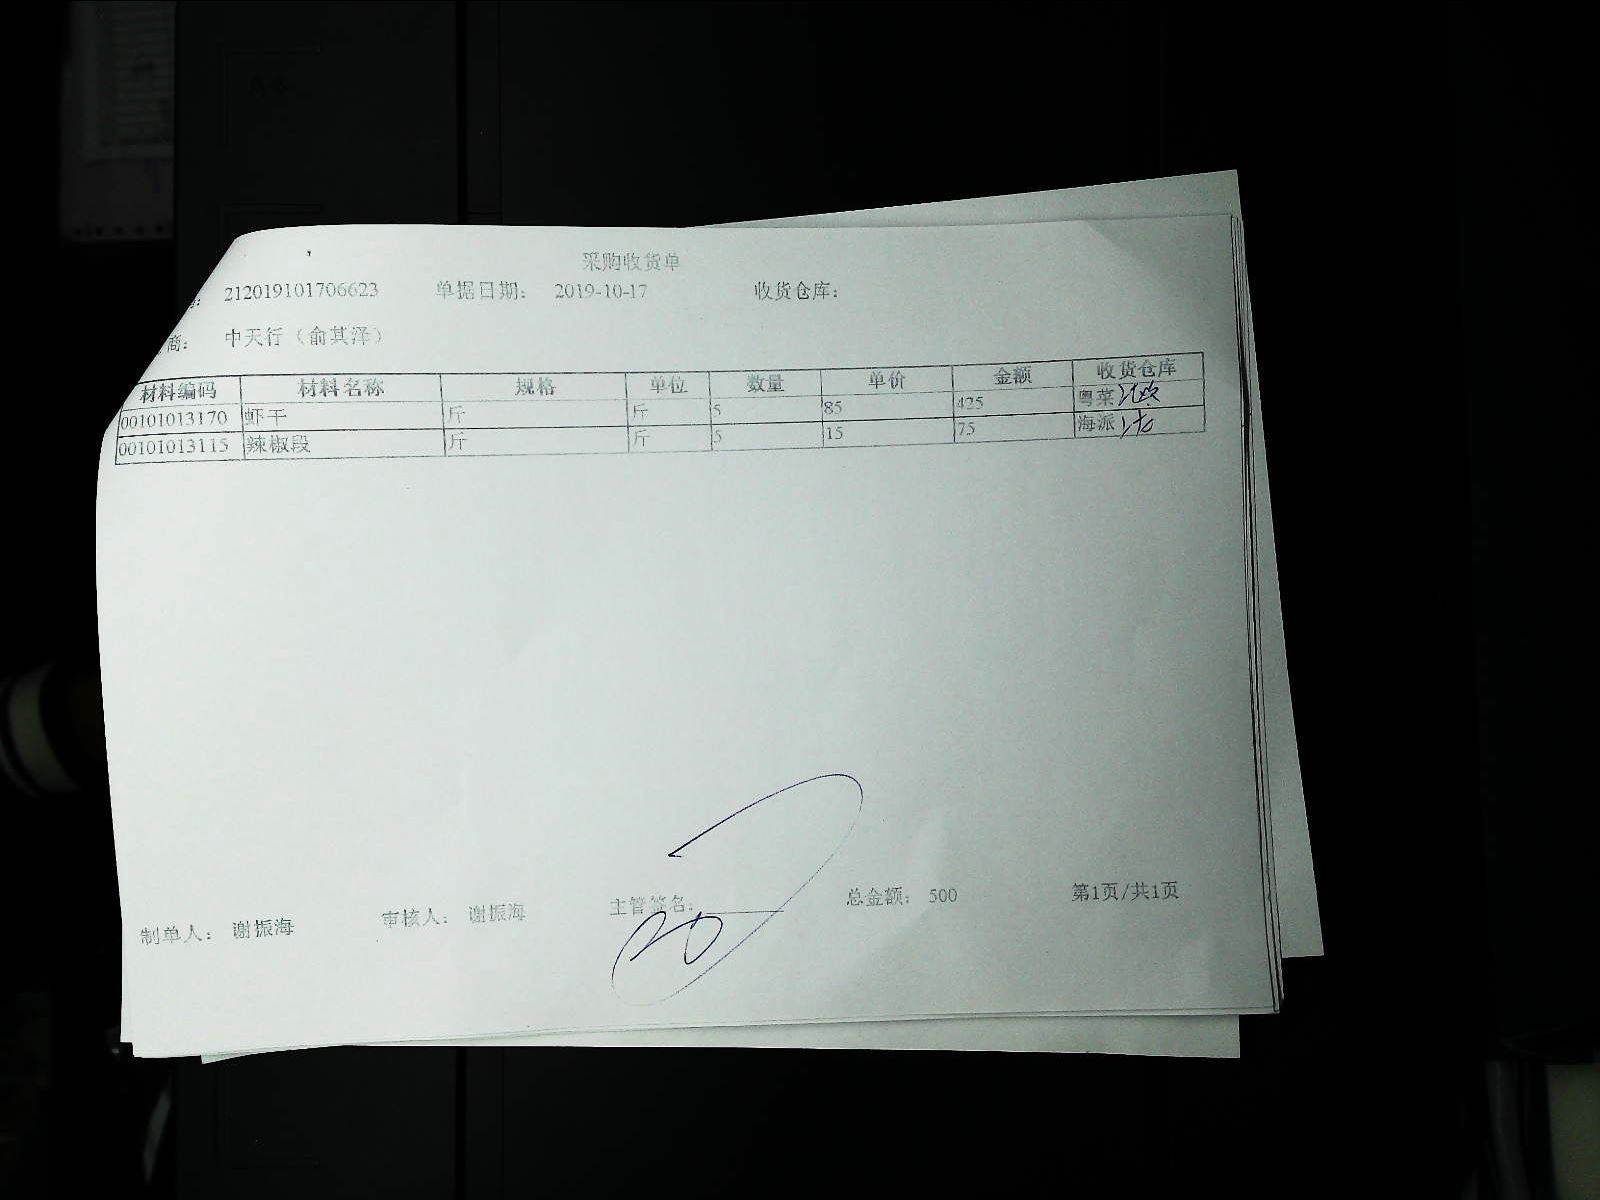 采购收货单
212019101706623 单据日期: 2019-10-17 收货仓库:
商: 中天行(俞其泽)
材料编码 材料名称 规格 单位 数量 单价 金额 收货仓库
00101013170 虾干 斤 斤 5 85 425 粤菜
00101013115 辣椒段 斤 斤 5 15 75 海派
制单人: 谢振海 审核人: 谢振海 主管签名: 总金额: 500 第1页/共1页